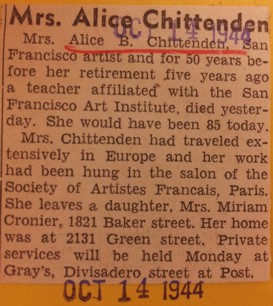 Mrs. Alice Chittenden
OCT 14 1944
Mrs. Alice B. Chittenden, San
Francisco artist and for 50 years be-
fore her retirement five years ago
a teacher affiliated with the San
Francisco Art Institute, died yester-
day. She would have been 85 today.
Mrs. Chittenden had traveled ex-
tensively in Europe and her work
had been hung in the salon of the
Society of Artistes Francais, Paris.
She leaves a daughter, Mrs. Miriam
Cronier, 1821 Baker street. Her home
was at 2131 Green street. Private
services will be held Monday at
Gray's, Divisadero street at Post.
OCT 14 1944